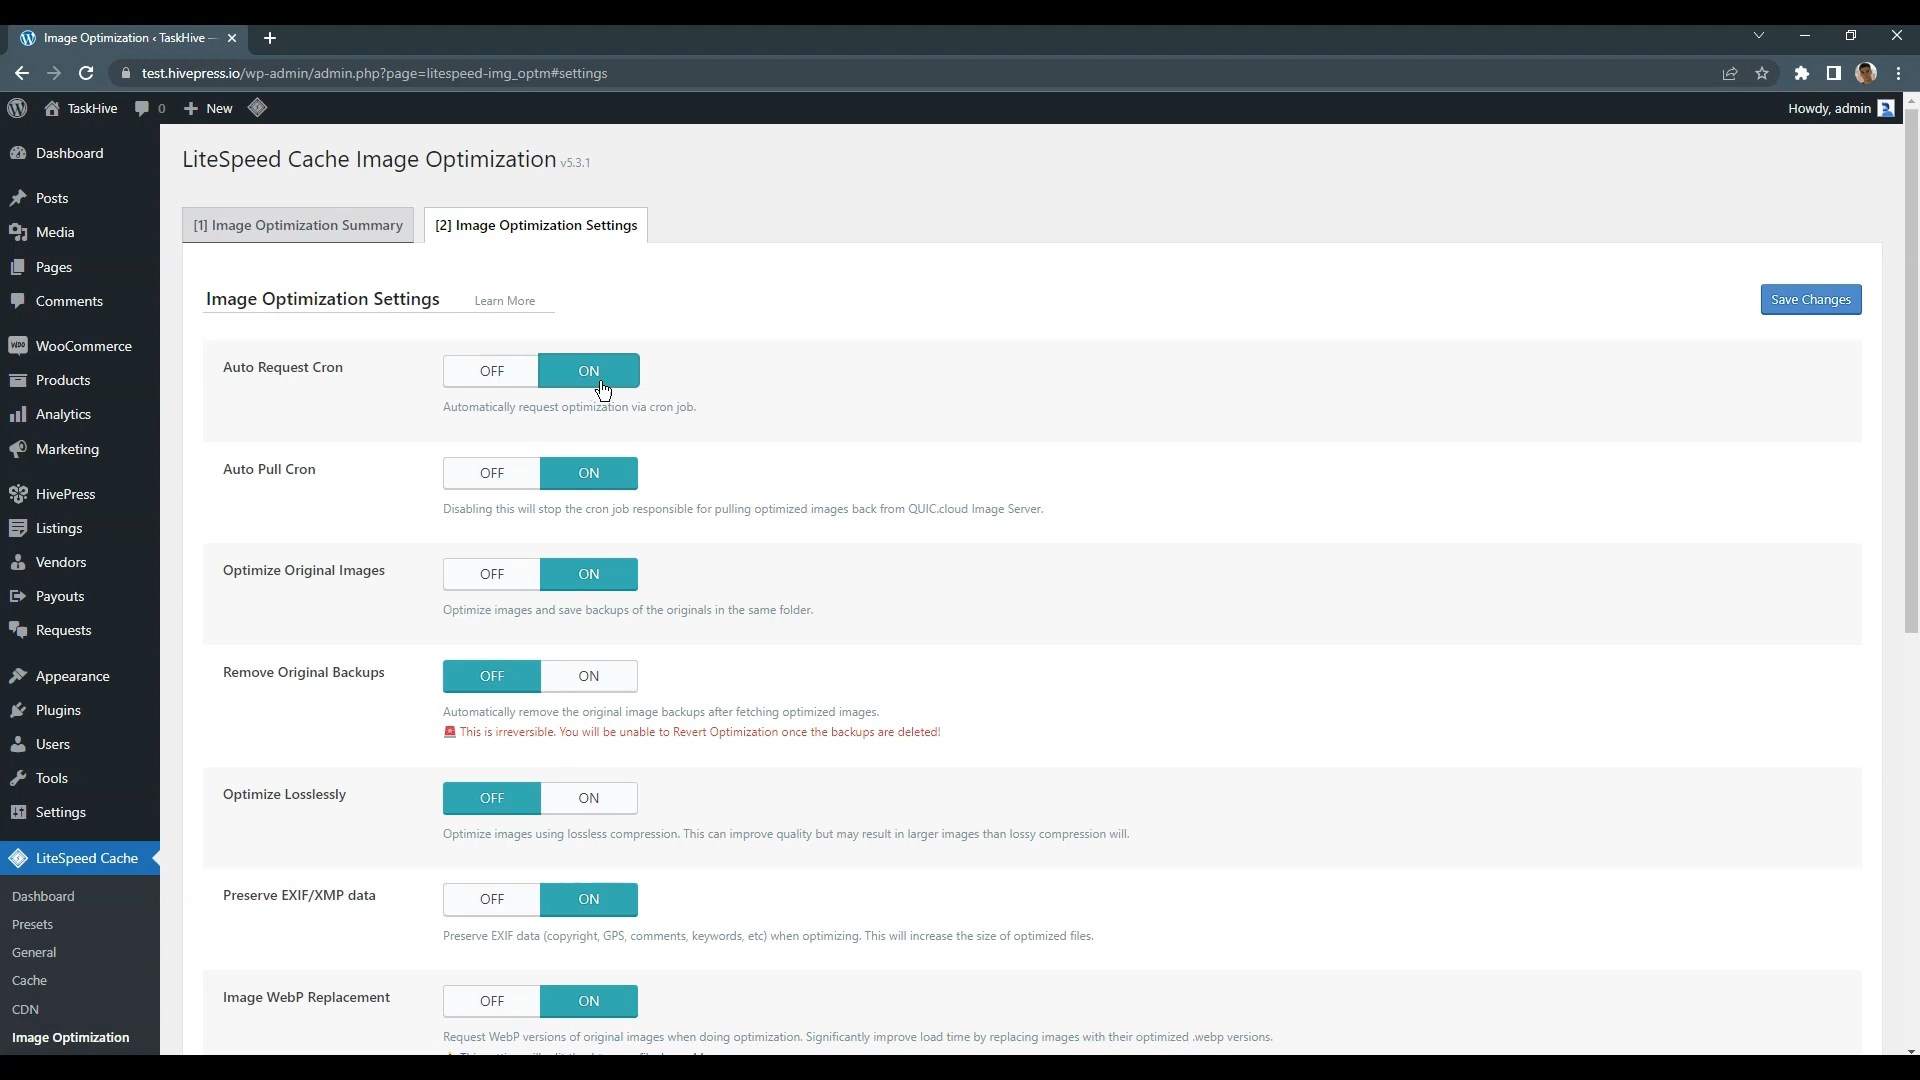 Image Optimization ‹ TaskHive —
test.hivepress.io/wp-admin/admin.php?page=litespeed-img_optm#settings
TaskHive 0 New Howdy, admin
Dashboard
Posts
Media
Pages
Comments
WooCommerce
Products
Analytics
Marketing
HivePress
Listings
Vendors
Payouts
Requests
Appearance
Plugins
Users
Tools
Settings
LiteSpeed Cache
Dashboard
Presets
General
Cache
CDN
Image Optimization
LiteSpeed Cache Image Optimization v5.3.1
[1] Image Optimization Summary [2] Image Optimization Settings
Image Optimization Settings Learn More Save Changes
Auto Request Cron OFF ON
Automatically request optimization via cron job.
Auto Pull Cron OFF ON
Disabling this will stop the cron job responsible for pulling optimized images back from QUIC.cloud Image Server.
Optimize Original Images OFF ON
Optimize images and save backups of the originals in the same folder.
Remove Original Backups OFF ON
Automatically remove the original image backups after fetching optimized images.
🚨 This is irreversible. You will be unable to Revert Optimization once the backups are deleted!
Optimize Losslessly OFF ON
Optimize images using lossless compression. This can improve quality but may result in larger images than lossy compression will.
Preserve EXIF/XMP data OFF ON
Preserve EXIF data (copyright, GPS, comments, keywords, etc) when optimizing. This will increase the size of optimized files.
Image WebP Replacement OFF ON
Request WebP versions of original images when doing optimization. Significantly improve load time by replacing images with their optimized .webp versions.